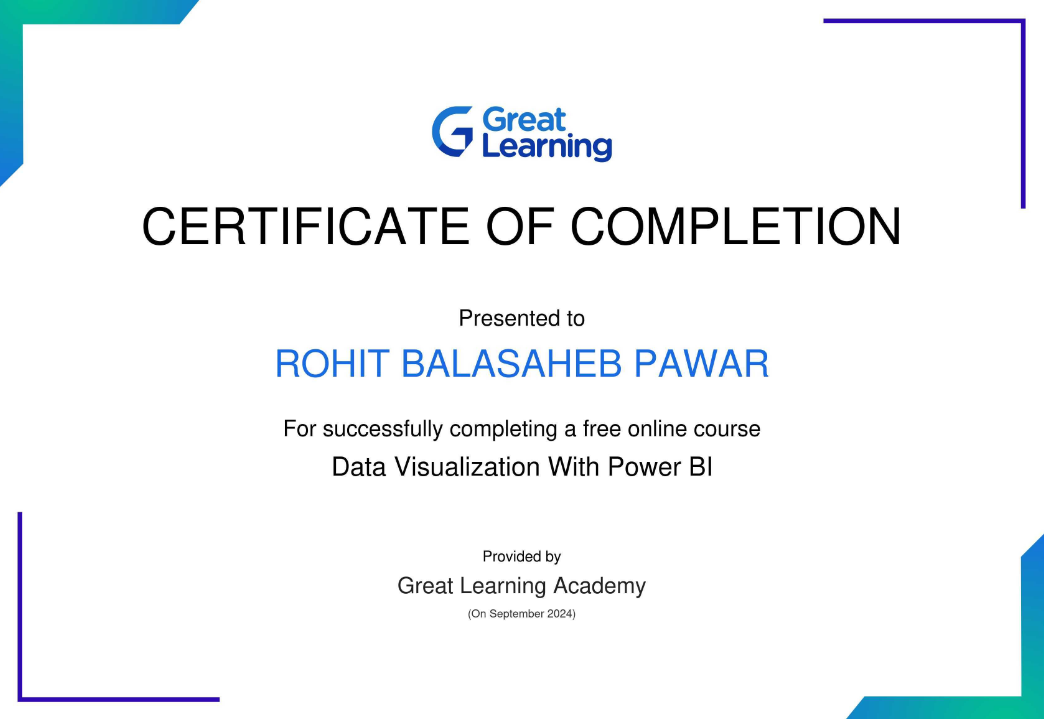 Great
Learning
CERTIFICATE OF COMPLETION
Presented to
ROHIT BALASAHEB PAWAR
For successfully completing a free online course
Data Visualization With Power BI
Provided by
Great Learning Academy
(On September 2024)